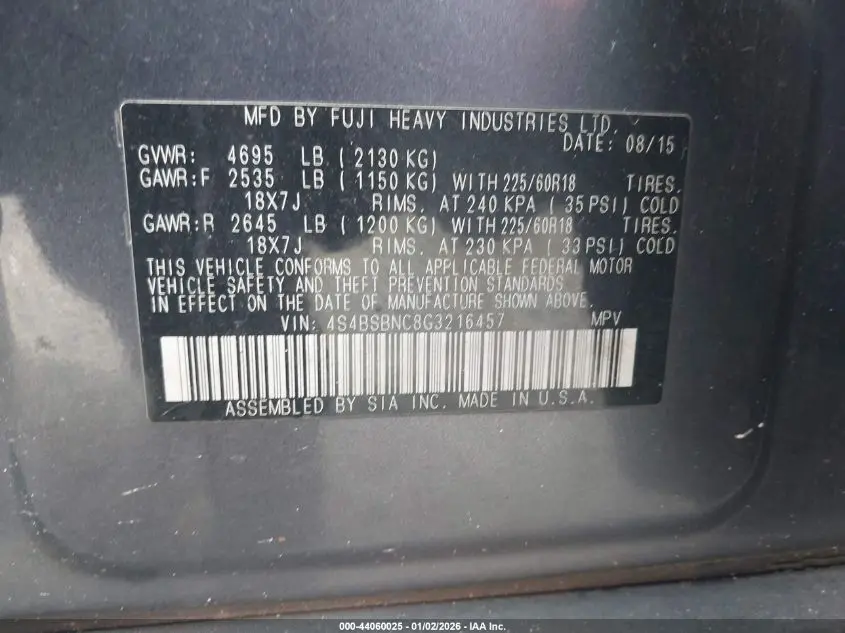 MFD BY FUJI HEAVY INDUSTRIES LTD.
DATE: 08/15
GVWR: 4695 LB ( 2130 KG)
GAWR:F 2535 LB ( 1150 KG) WITH 225/60R18 TIRES.
18X7J RIMS, AT 240 KPA ( 35 PSI) COLD
GAWR:R 2645 LB ( 1200 KG) WITH 225/60R18 TIRES.
18X7J RIMS, AT 230 KPA ( 33 PSI) COLD
THIS VEHICLE CONFORMS TO ALL APPLICABLE FEDERAL MOTOR
VEHICLE SAFETY AND THEFT PREVENTION STANDARDS
IN EFFECT ON THE DATE OF MANUFACTURE SHOWN ABOVE.
VIN: 4S4BSBNC8G3216457 MPV
ASSEMBLED BY SIA INC. MADE IN U.S.A.
000-44060025 - 01/02/2026 - IAA Inc.